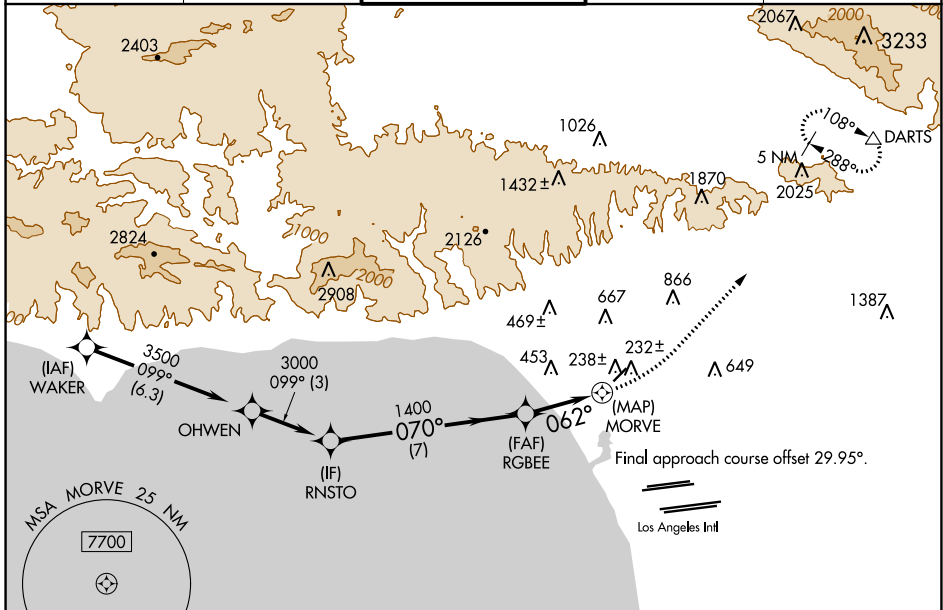 2067
2000
3233
2403
108°
DARTS
1026
5 NM
288°
1432 ±
1870
2025
1000
2824
2126
2908
2000
866
667
1387
469±
00
3500
099°
(6.3)
3000
099° (3)
453
238±
232±
649
(IAF)
WAKER
OHWEN
1400
070°
(7)
062°
(MAP)
MORVE
(FAF)
RGBEE
(IF)
RNSTO
Final approach course offset 29.95°.
MSA MORVE 25 NM
7700
Los Angeles Intl